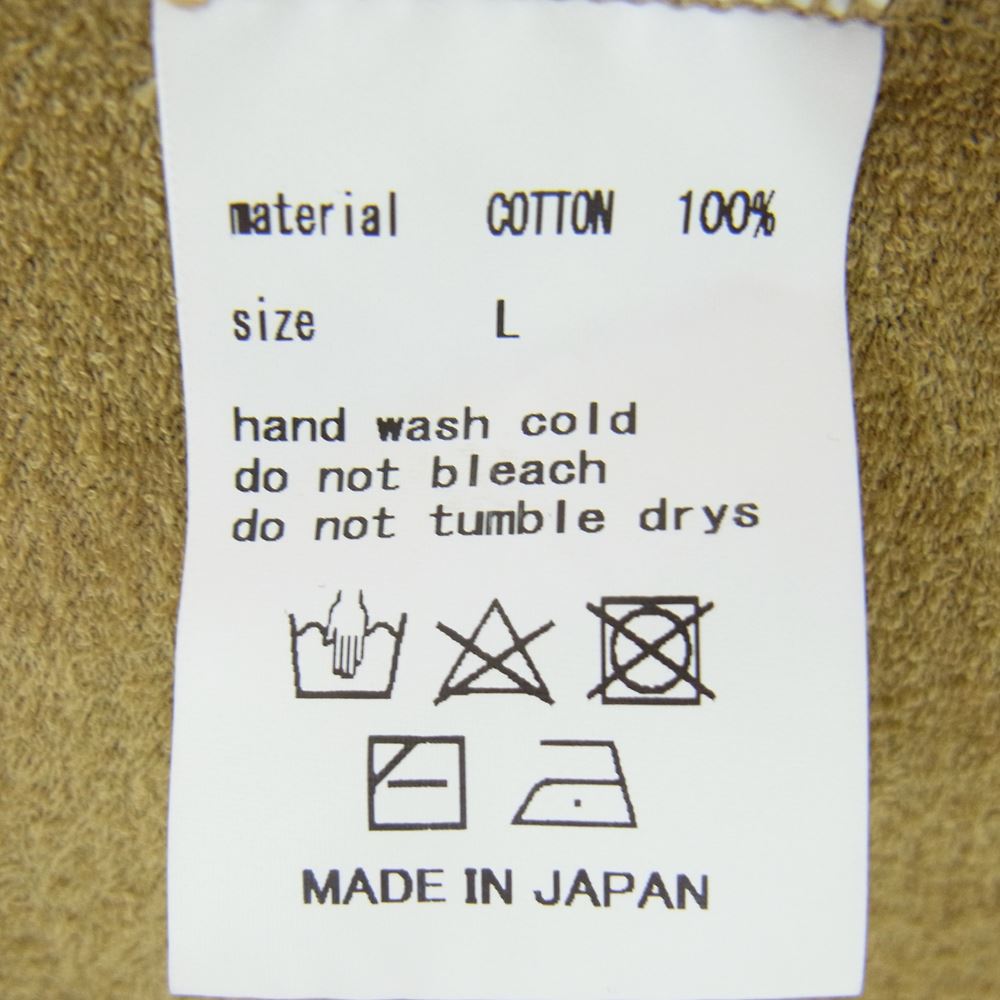 material COTTON 100%
size L
hand wash cold
do not bleach
do not tumble drys
MADE IN JAPAN